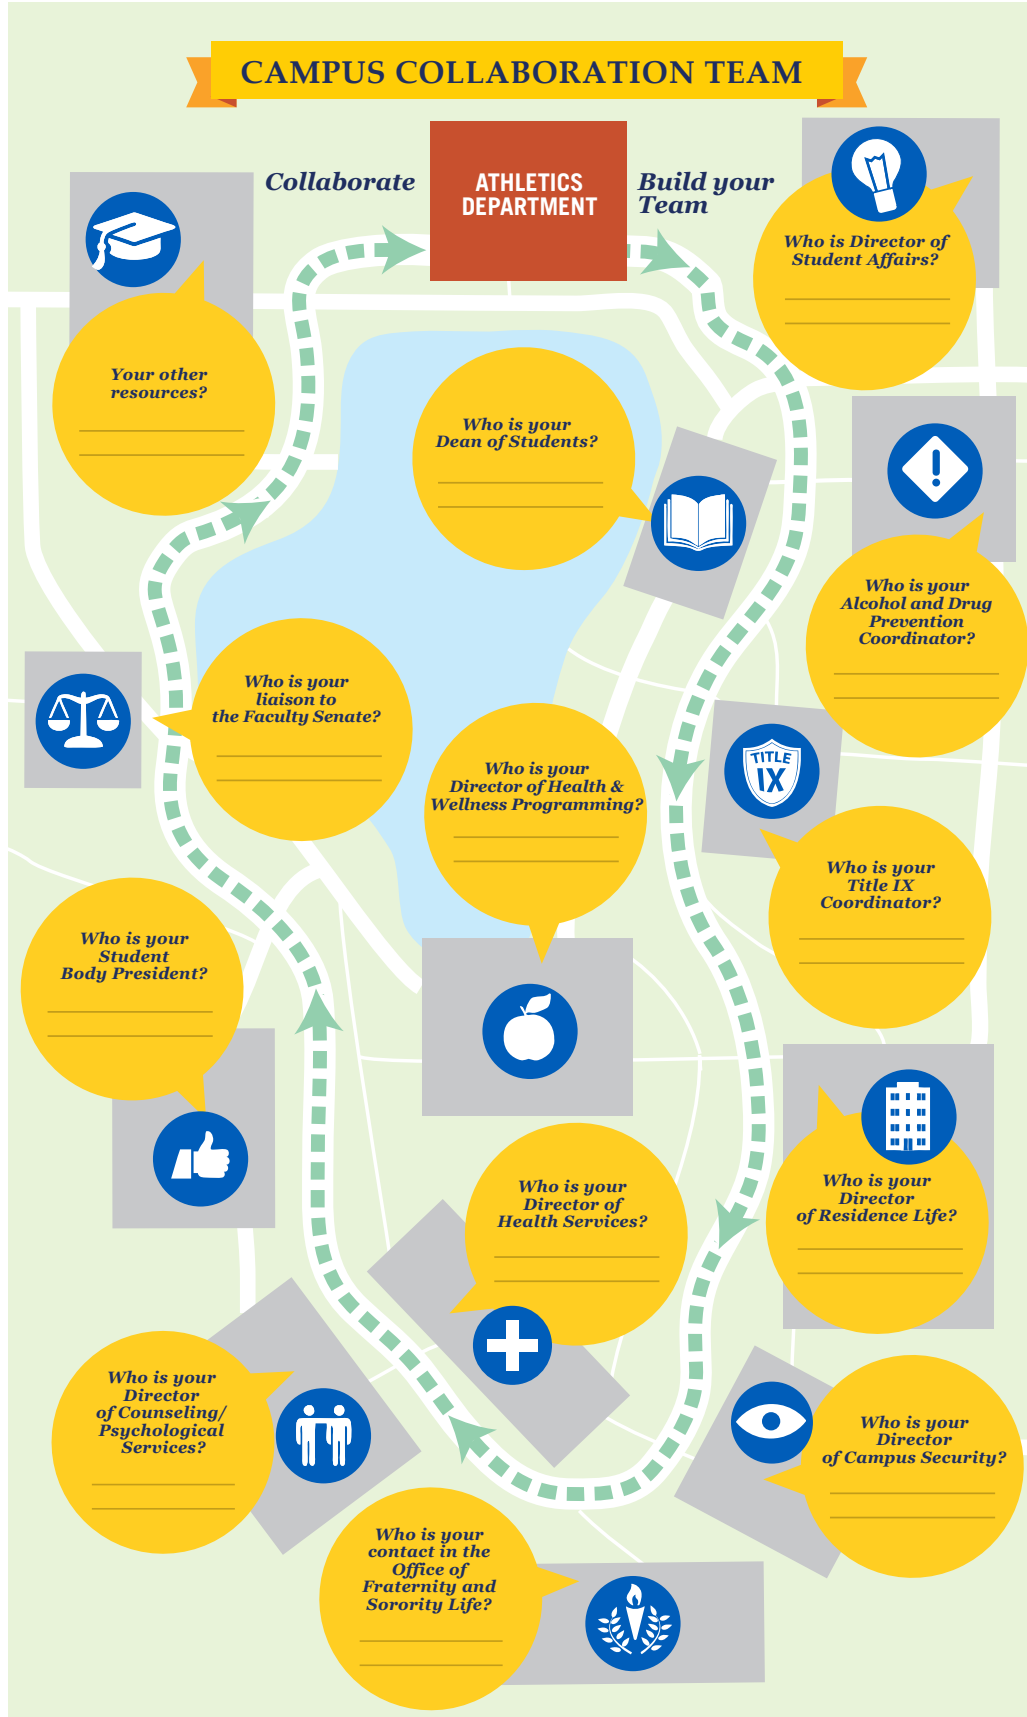 CAMPUS COLLABORATION TEAM
Collaborate
ATHLETICS
DEPARTMENT
Build your
Team
Who is Director of
Student Affairs?
Your other
resources?
Who is your
Dean of Students?
Who is your
Alcohol and Drug
Prevention
Coordinator?
Who is your
liaison to
the Faculty Senate?
Who is your
Director of Health &
Wellness Programming?
TITLE
IX
Who is your
Title IX
Coordinator?
Who is your
Student
Body President?
Who is your
Director of
Health Services?
Who is your
Director
of Residence Life?
Who is your
Director
of Counseling/
Psychological
Services?
Who is your
Director
of Campus Security?
Who is your
contact in the
Office of
Fraternity and
Sorority Life?